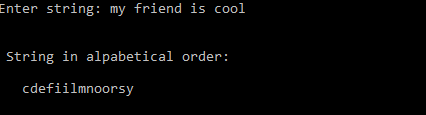 Enter string: my friend is cool
String in alpabetical order:
cdefiilmnoorsy